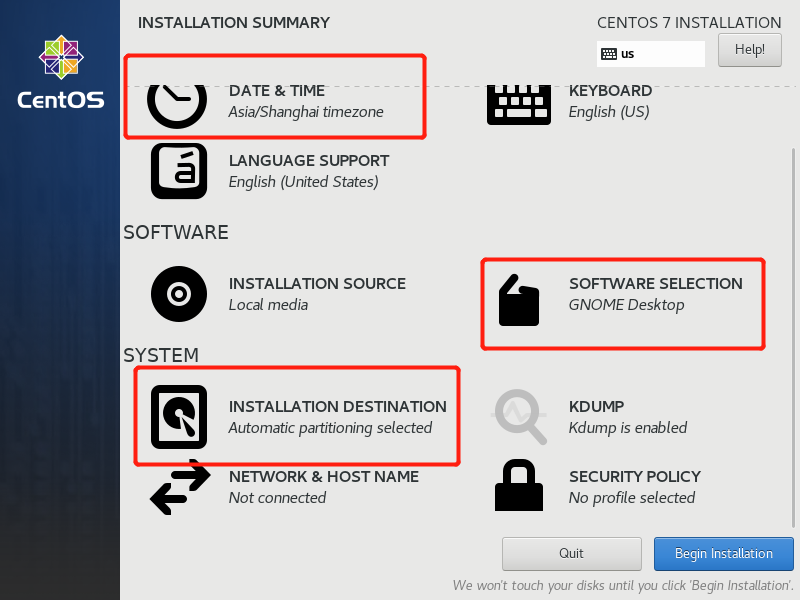 INSTALLATION SUMMARY
CENTOS 7 INSTALLATION
us
Help!
CentOS
DATE & TIME
Asia/Shanghai timezone
KEYBOARD
English (US)
á
LANGUAGE SUPPORT
English (United States)
SOFTWARE
INSTALLATION SOURCE
Local media
SOFTWARE SELECTION
GNOME Desktop
SYSTEM
INSTALLATION DESTINATION
Automatic partitioning selected
KDUMP
Kdump is enabled
NETWORK & HOST NAME
Not connected
SECURITY POLICY
No profile selected
Quit
Begin Installation
We won't touch your disks until you click 'Begin Installation'.